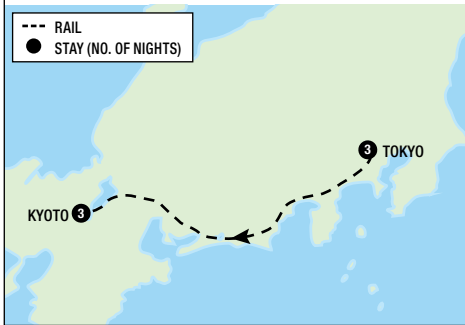 RAIL
STAY (NO. OF NIGHTS)
3 TOKYO
KYOTO 3